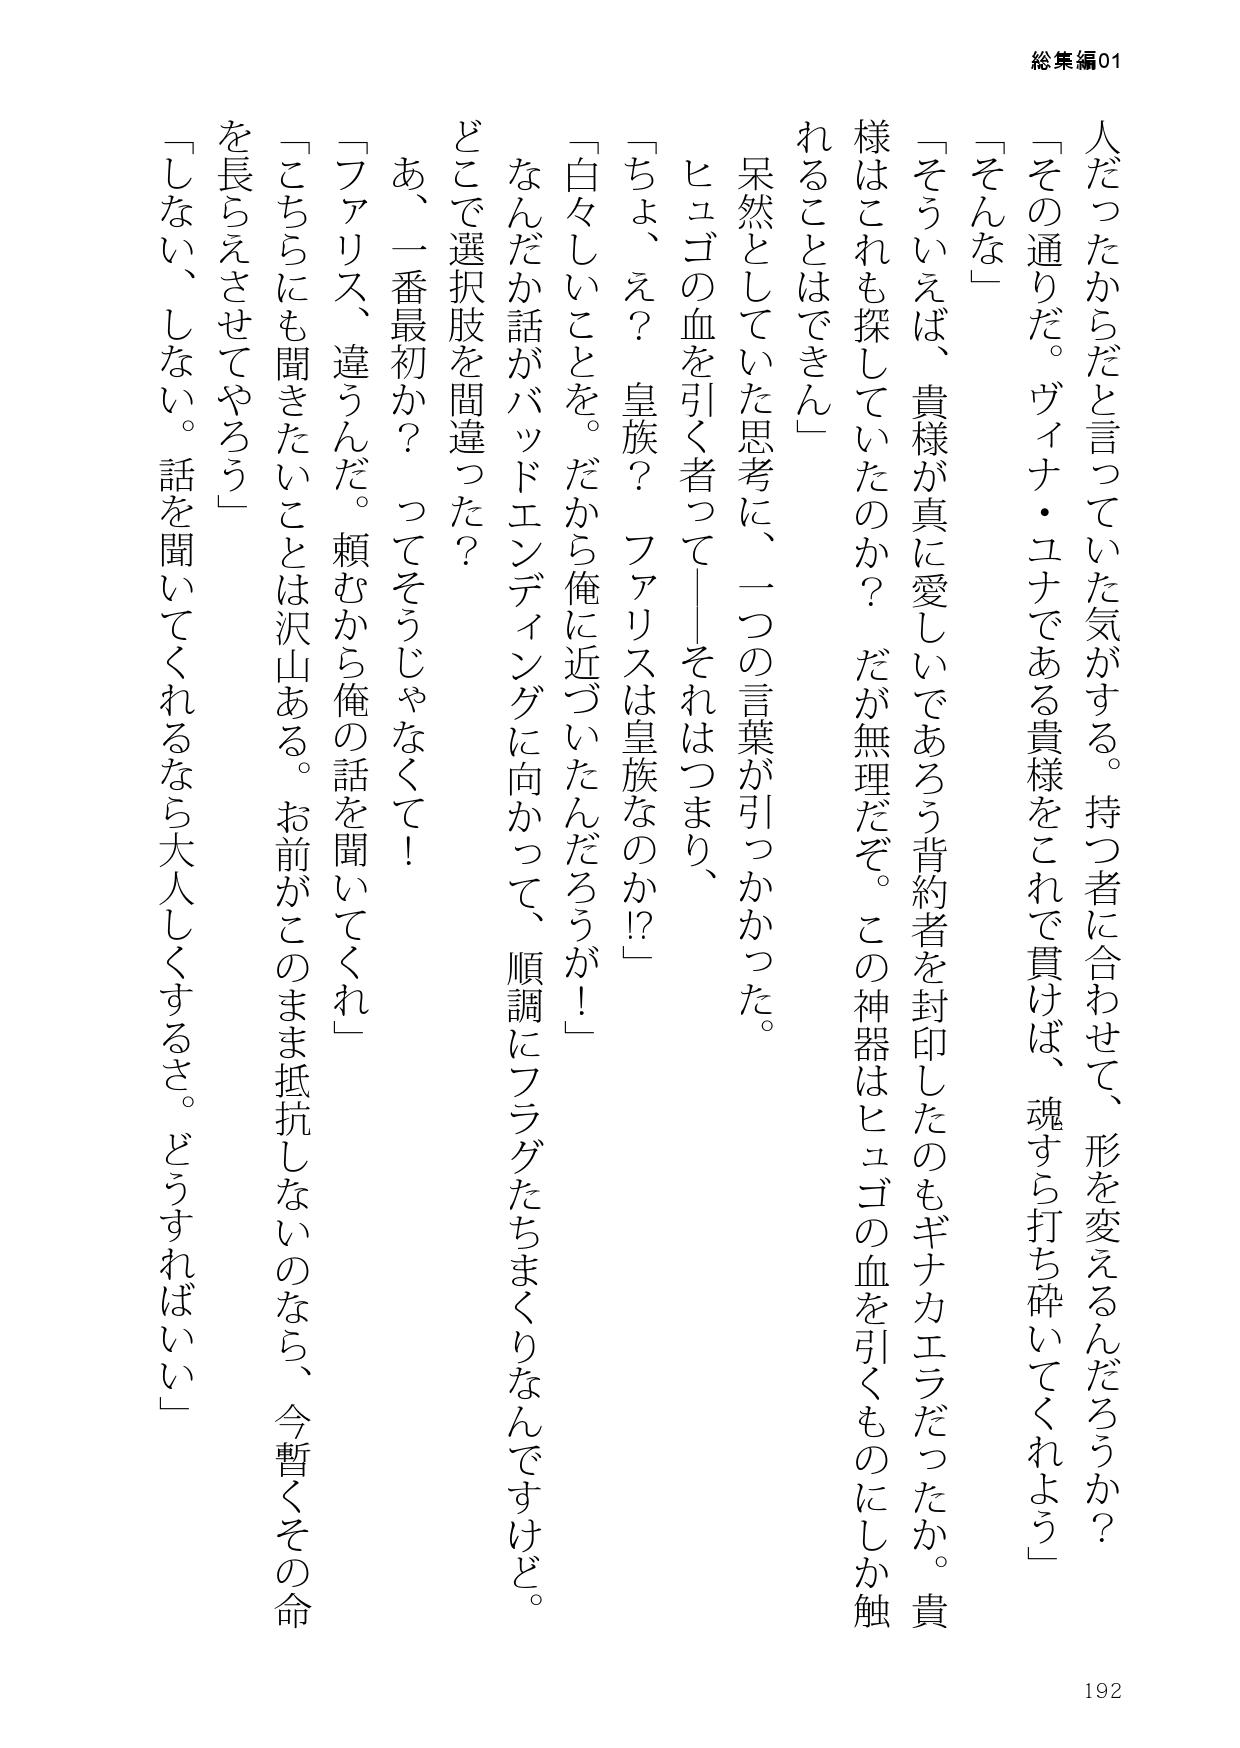 総集編01
人だったからだと言っていた気がする。持つ者に合わせて、形を変えるんだろうか？
「その通りだ。ヴィナ・ユナである貴様をこれで貫けば、魂すら打ち砕いてくれよう」
「そんな」
「そういえば、貴様が真に愛しいであろう背約者を封印したのもギナカエラだったか。貴
様はこれも探していたのか？　だが無理だぞ。この神器はヒュゴの血を引くものにしか触
れることはできん」
　呆然としていた思考に、一つの言葉が引っかかった。
　ヒュゴの血を引く者って――それはつまり、
「ちょ、え？　皇族？　ファリスは皇族なのか!?」
「白々しいことを。だから俺に近づいたんだろうが！」
　なんだか話がバッドエンディングに向かって、順調にフラグたちまくりなんですけど。
どこで選択肢を間違った？
　あ、一番最初か？　ってそうじゃなくて！
「ファリス、違うんだ。頼むから俺の話を聞いてくれ」
「こちらにも聞きたいことは沢山ある。お前がこのまま抵抗しないのなら、今暫くその命
を長らえさせてやろう」
「しない、しない。話を聞いてくれるなら大人しくするさ。どうすればいい」
192